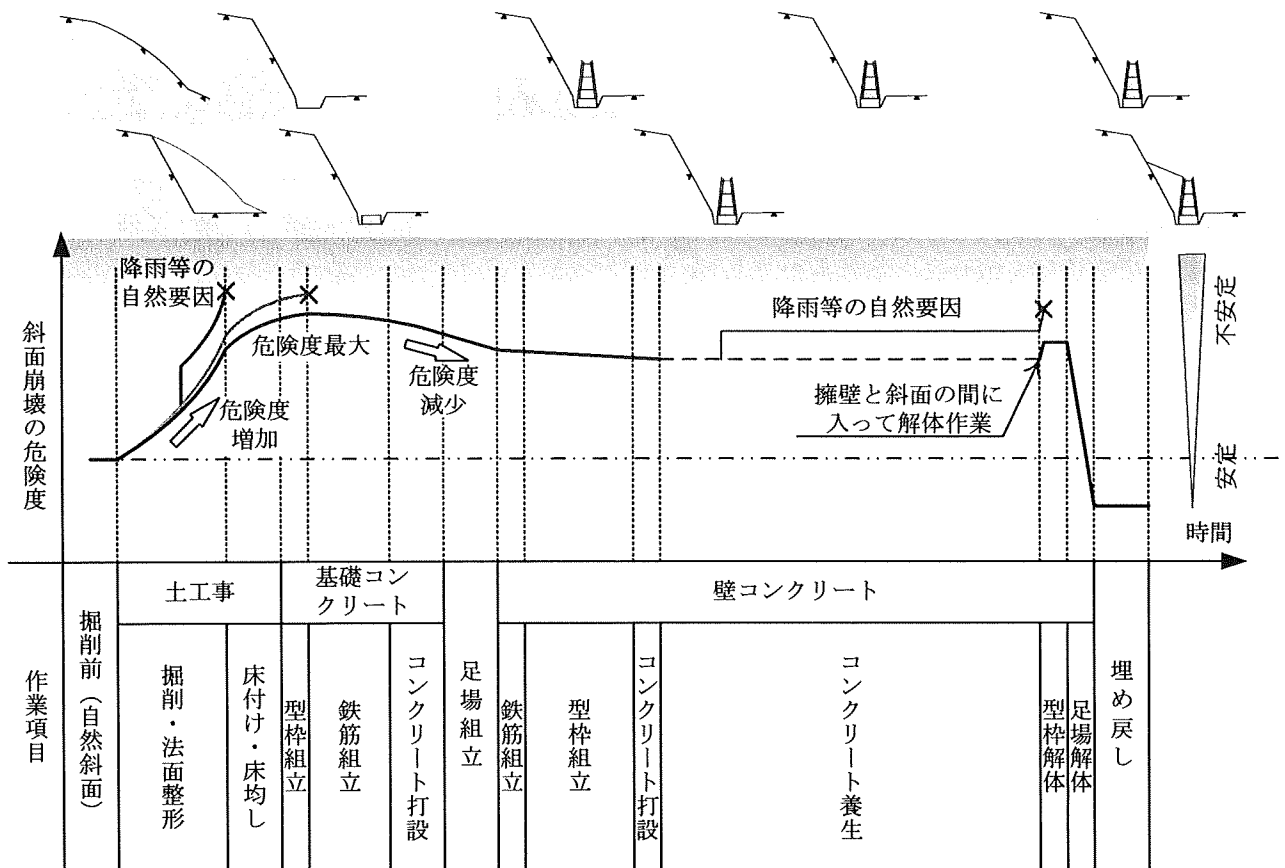 降雨等の
自然要因
危険度最大
危険度
増加
危険度
減少
降雨等の自然要因
擁壁と斜面の間に
入って解体作業
不安定
安定
時間
斜面崩壊の危険度
作業項目
掘削前(自然斜面)
土工事
基礎コン
クリート
壁コンクリート
掘削・法面整形
床付け・床均し
型枠組立
鉄筋組立
コンクリート打設
足場組立
鉄筋組立
型枠組立
コンクリート打設
コンクリート養生
型枠解体
足場解体
埋め戻し